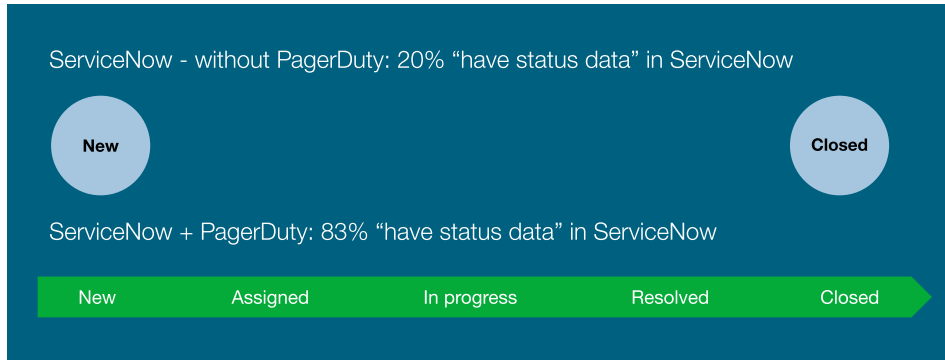 ServiceNow - without PagerDuty: 20% “have status data” in ServiceNow
New Closed
ServiceNow + PagerDuty: 83% “have status data” in ServiceNow
New Assigned In progress Resolved Closed